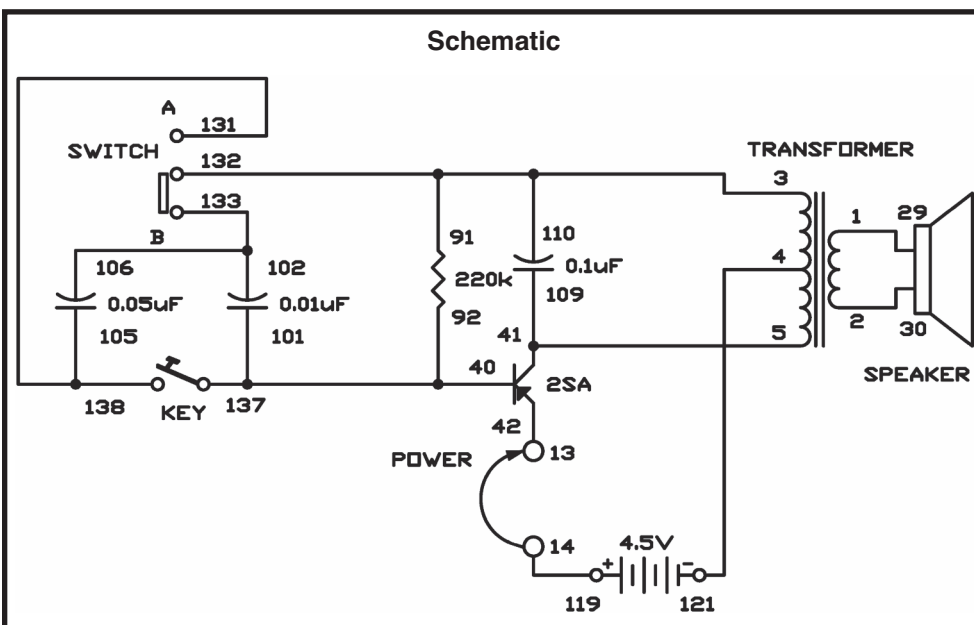 Schematic
A
131
SWITCH
132
TRANSFORMER
3
133
B
91
110
1
29
106
102
4
0.05uF
0.01uF
220k
0.1uF
109
105
101
92
41
5
2
30
40
2SA
SPEAKER
138
KEY
137
42
POWER
13
14
4.5V
+
-
119
121